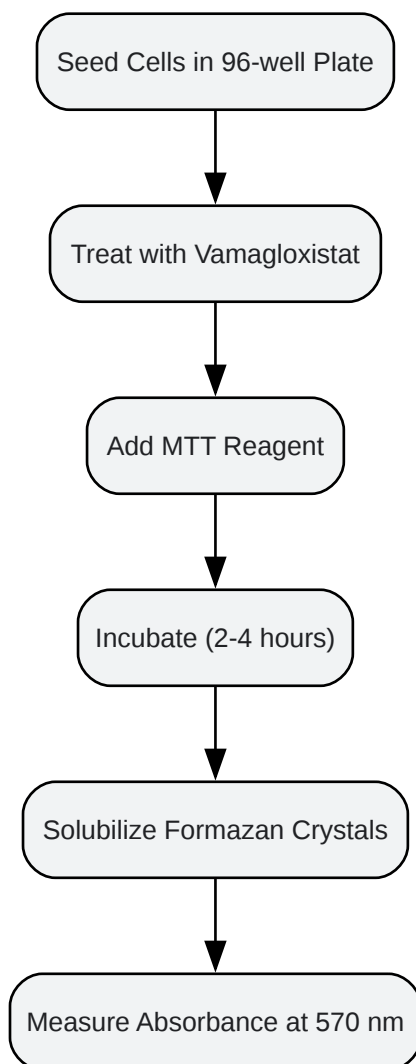 Seed Cells in 96-well Plate
Treat with Vamagloxistat
Add MTT Reagent
Incubate (2-4 hours)
Solubilize Formazan Crystals
Measure Absorbance at 570 nm